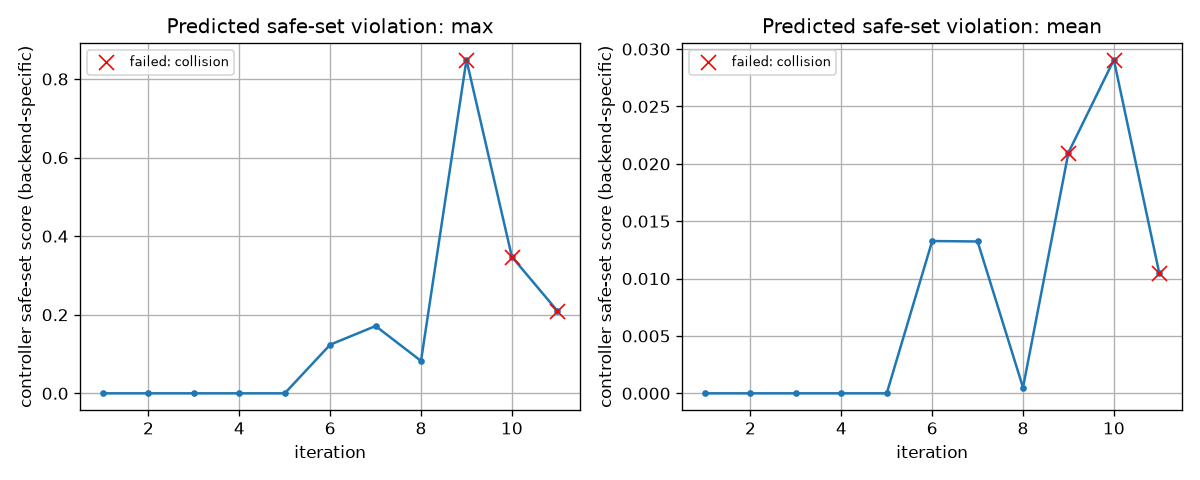 Predicted safe-set violation: max
controller safe-set score (backend-specific)
failed: collision
0.8
0.6
0.4
0.2
0.0
2 4 6 8 10
iteration
Predicted safe-set violation: mean
controller safe-set score (backend-specific)
failed: collision
0.030
0.025
0.020
0.015
0.010
0.005
0.000
2 4 6 8 10
iteration